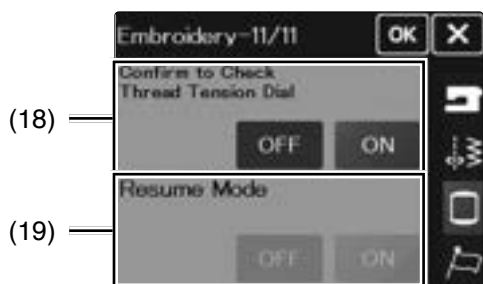 Embroidery-11/11 OK X
(18)
Confirm to Check
Thread Tension Dial
OFF ON
(19)
Resume Mode
OFF ON